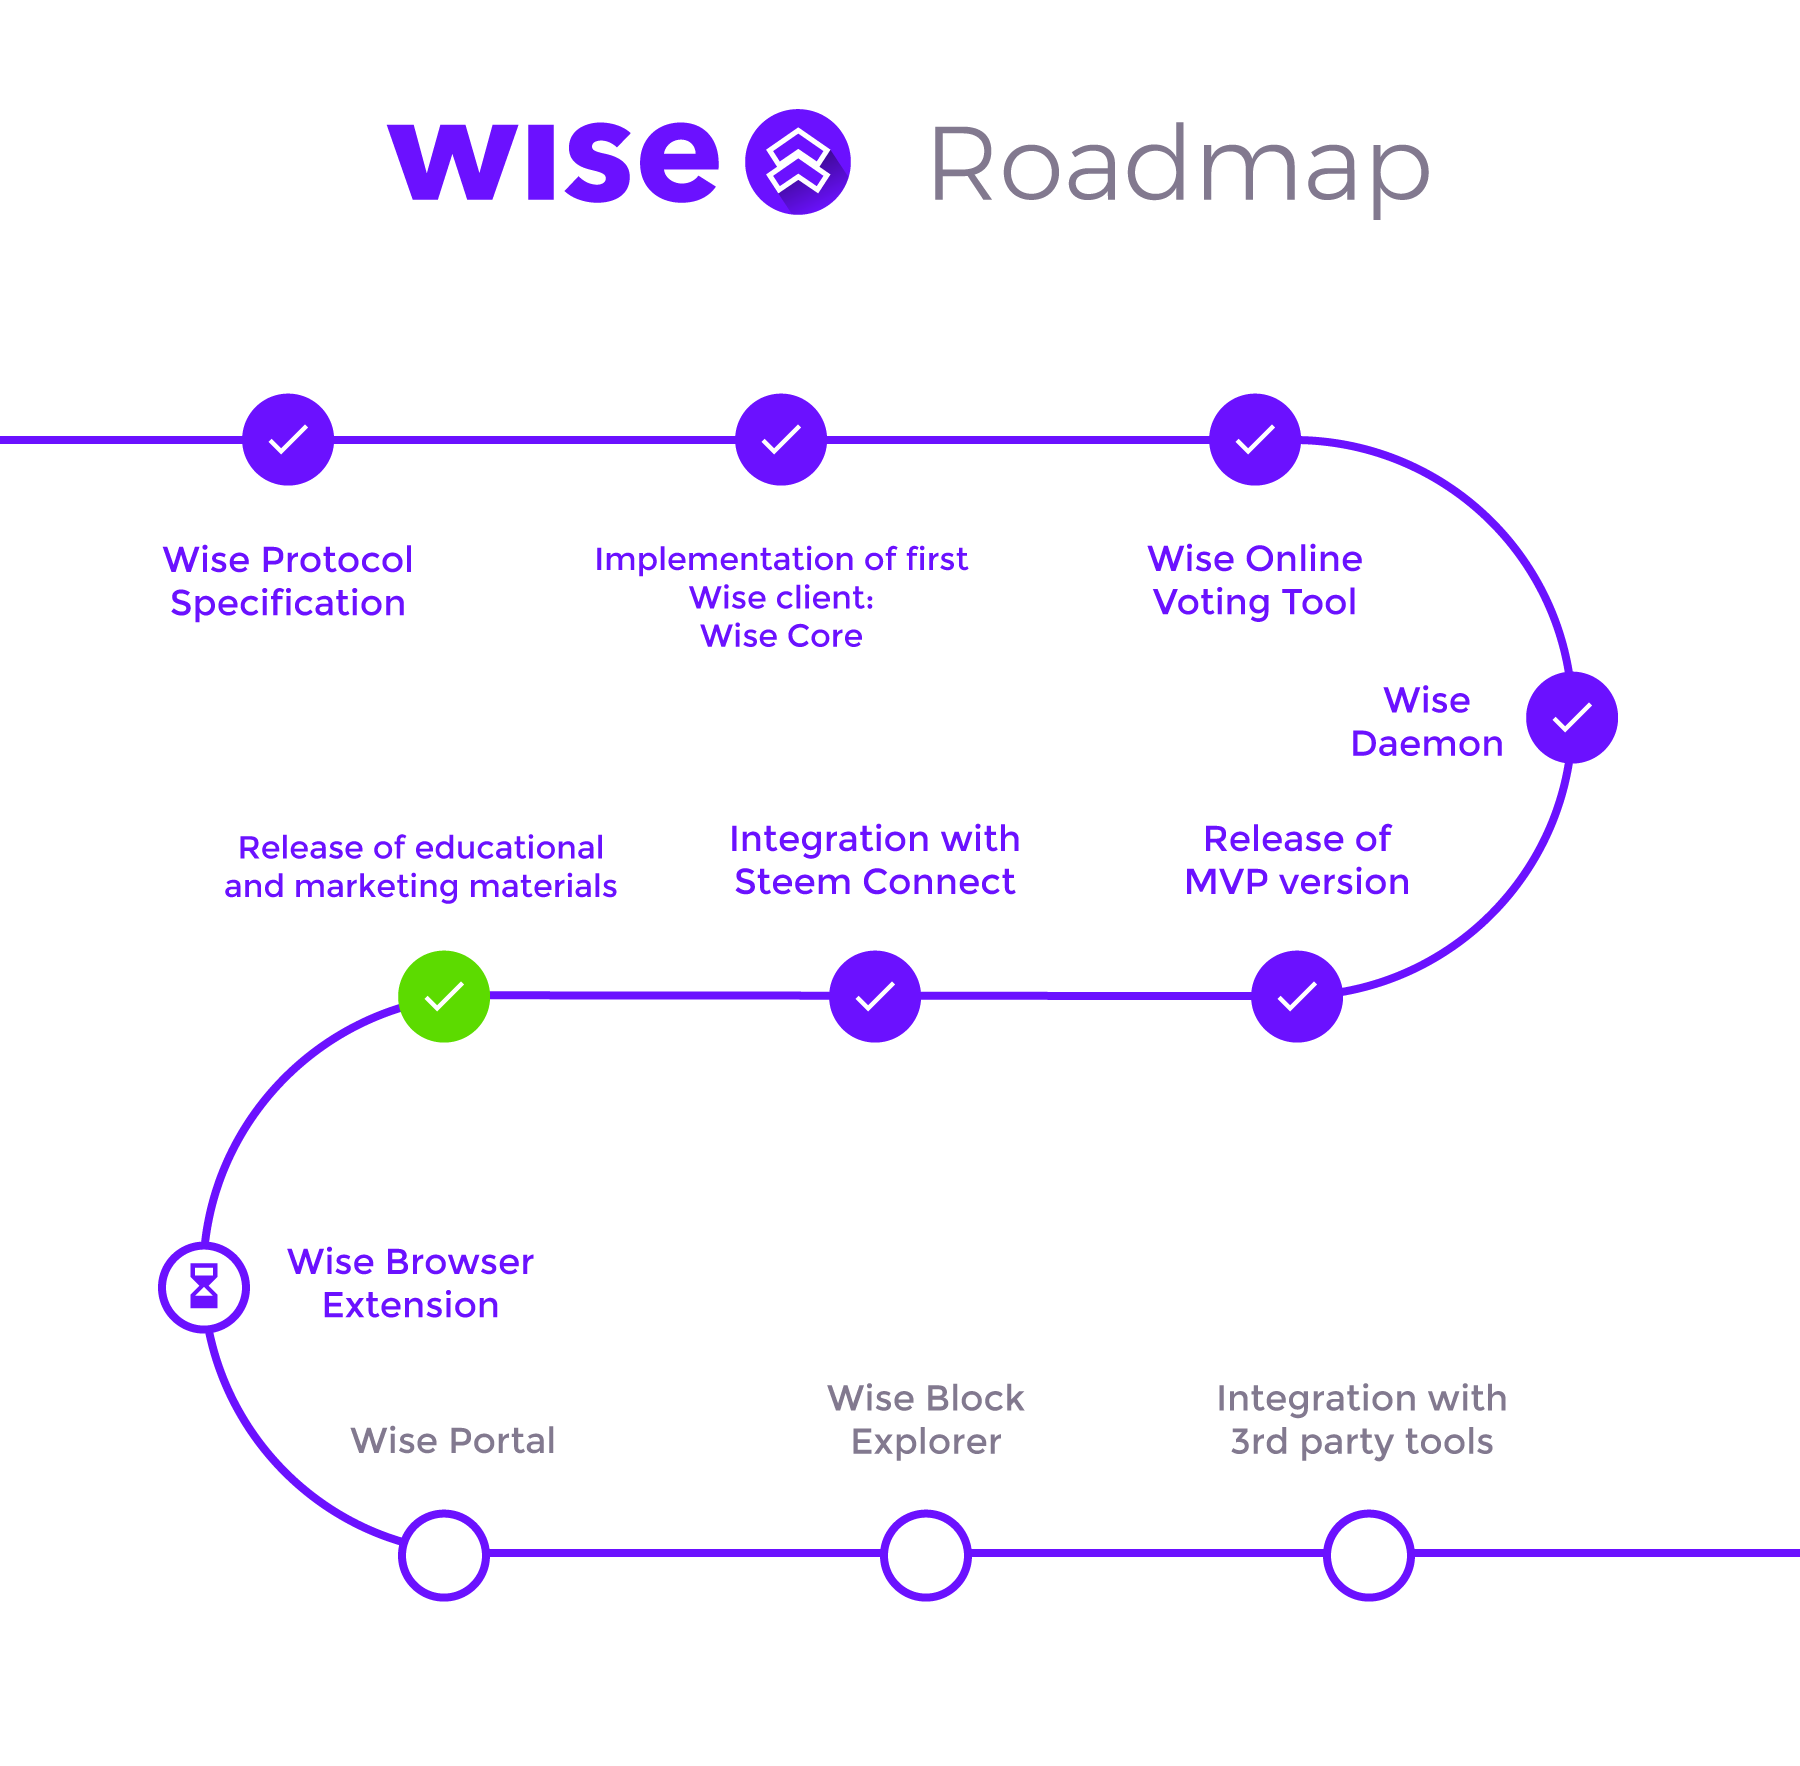 wise Roadmap
Wise Protocol
Specification
Implementation of first
Wise client:
Wise Core
Wise Online
Voting Tool
Wise
Daemon
Release of
MVP version
Integration with
Steem Connect
Release of educational
and marketing materials
Wise Browser
Extension
Wise Portal
Wise Block
Explorer
Integration with
3rd party tools